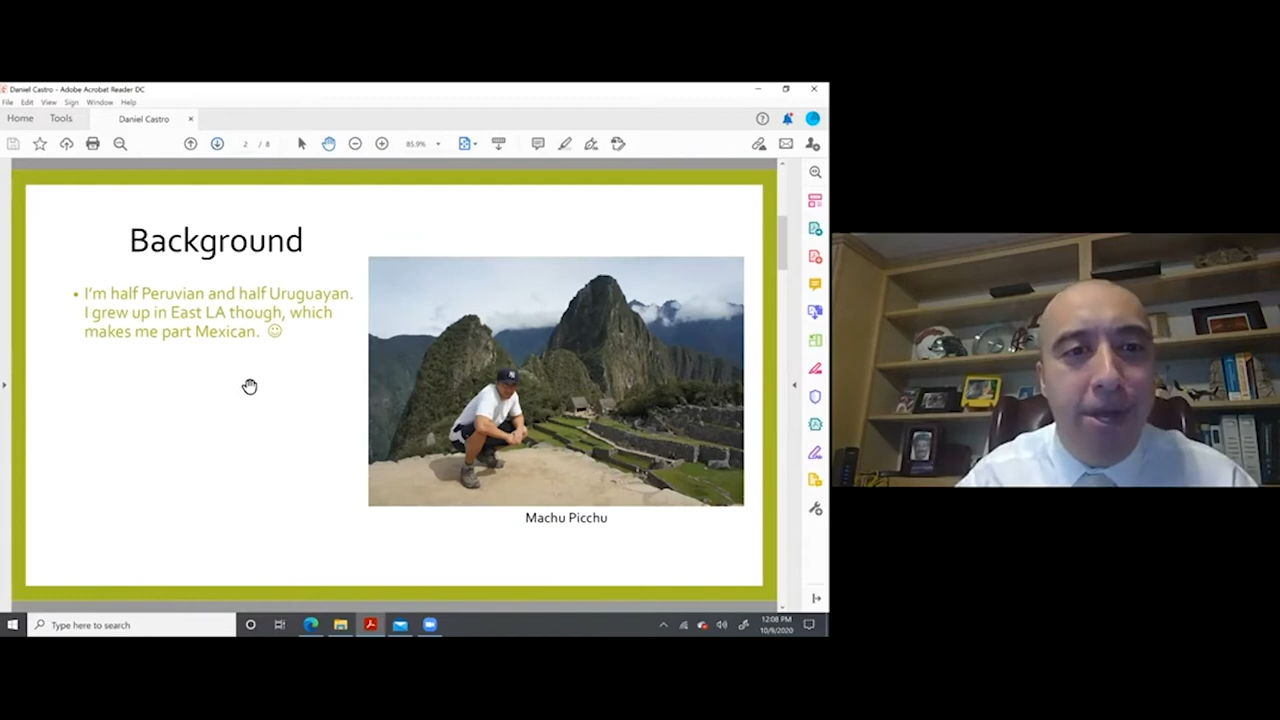 Daniel Castro - Adobe Acrobat Reader DC
File Edit View Sign Window Help
Home Tools Daniel Castro
2 / 8 85.9%
Background
• I'm half Peruvian and half Uruguayan.
I grew up in East LA though, which
makes me part Mexican. ☺
Machu Picchu
Type here to search
12:08 PM
10/9/2020